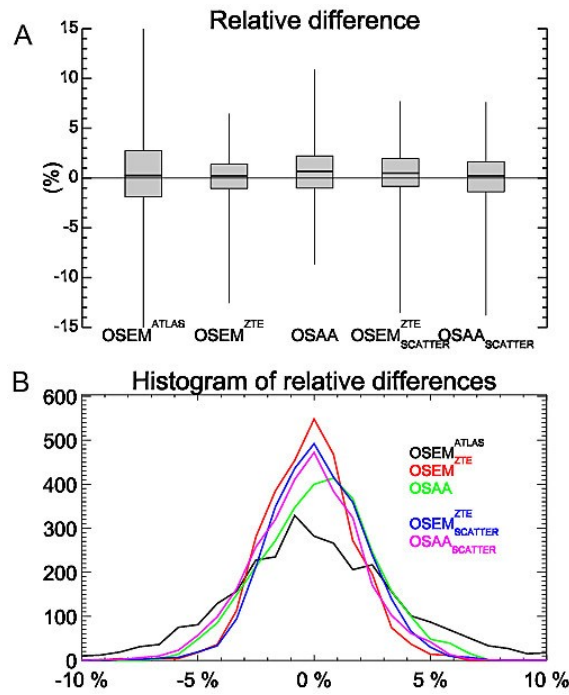 A
Relative difference
(%)
15
10
5
0
-5
-10
-15
OSEM^ATLAS
OSEM^ZTE
OSAA
OSEM^ZTE_SCATTER
OSAA_SCATTER
B
Histogram of relative differences
600
500
400
300
200
100
0
OSEM^ATLAS
OSEM^ZTE
OSAA
OSEM^ZTE_SCATTER
OSAA_SCATTER
-10 % -5 % 0 % 5 % 10 %